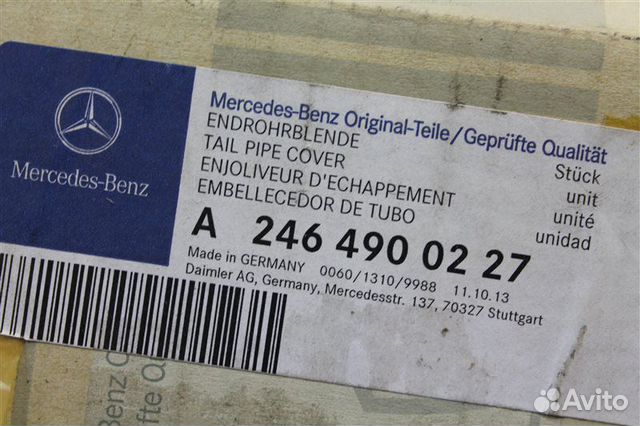 Mercedes-Benz
Mercedes-Benz Original-Teile/Geprüfte Qualität
ENDROHRBLENDE
TAIL PIPE COVER
ENJOLIVEUR D'ECHAPPEMENT
EMBELLECEDOR DE TUBO
Stück
unit
unité
unidad
A 246 490 02 27
Made in GERMANY 0060/1310/9988 11.10.13
Daimler AG, Germany, Mercedesstr. 137, 70327 Stuttgart
Benz
Avito